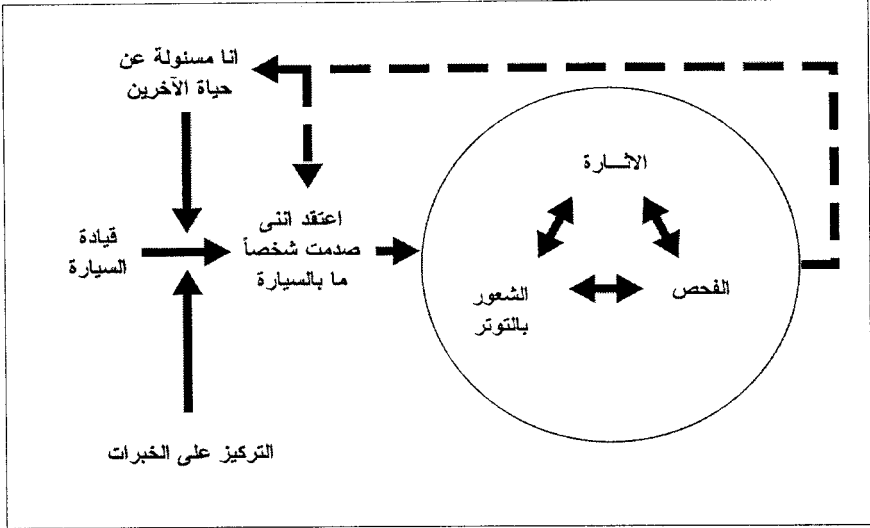 انا مسئولة عن
حياة الآخرين
الاثـــارة
اعتقد اننى
صدمت شخصاً
ما بالسيارة
قيادة
السيارة
الفحص
الشعور
بالتوتر
التركيز على الخبرات